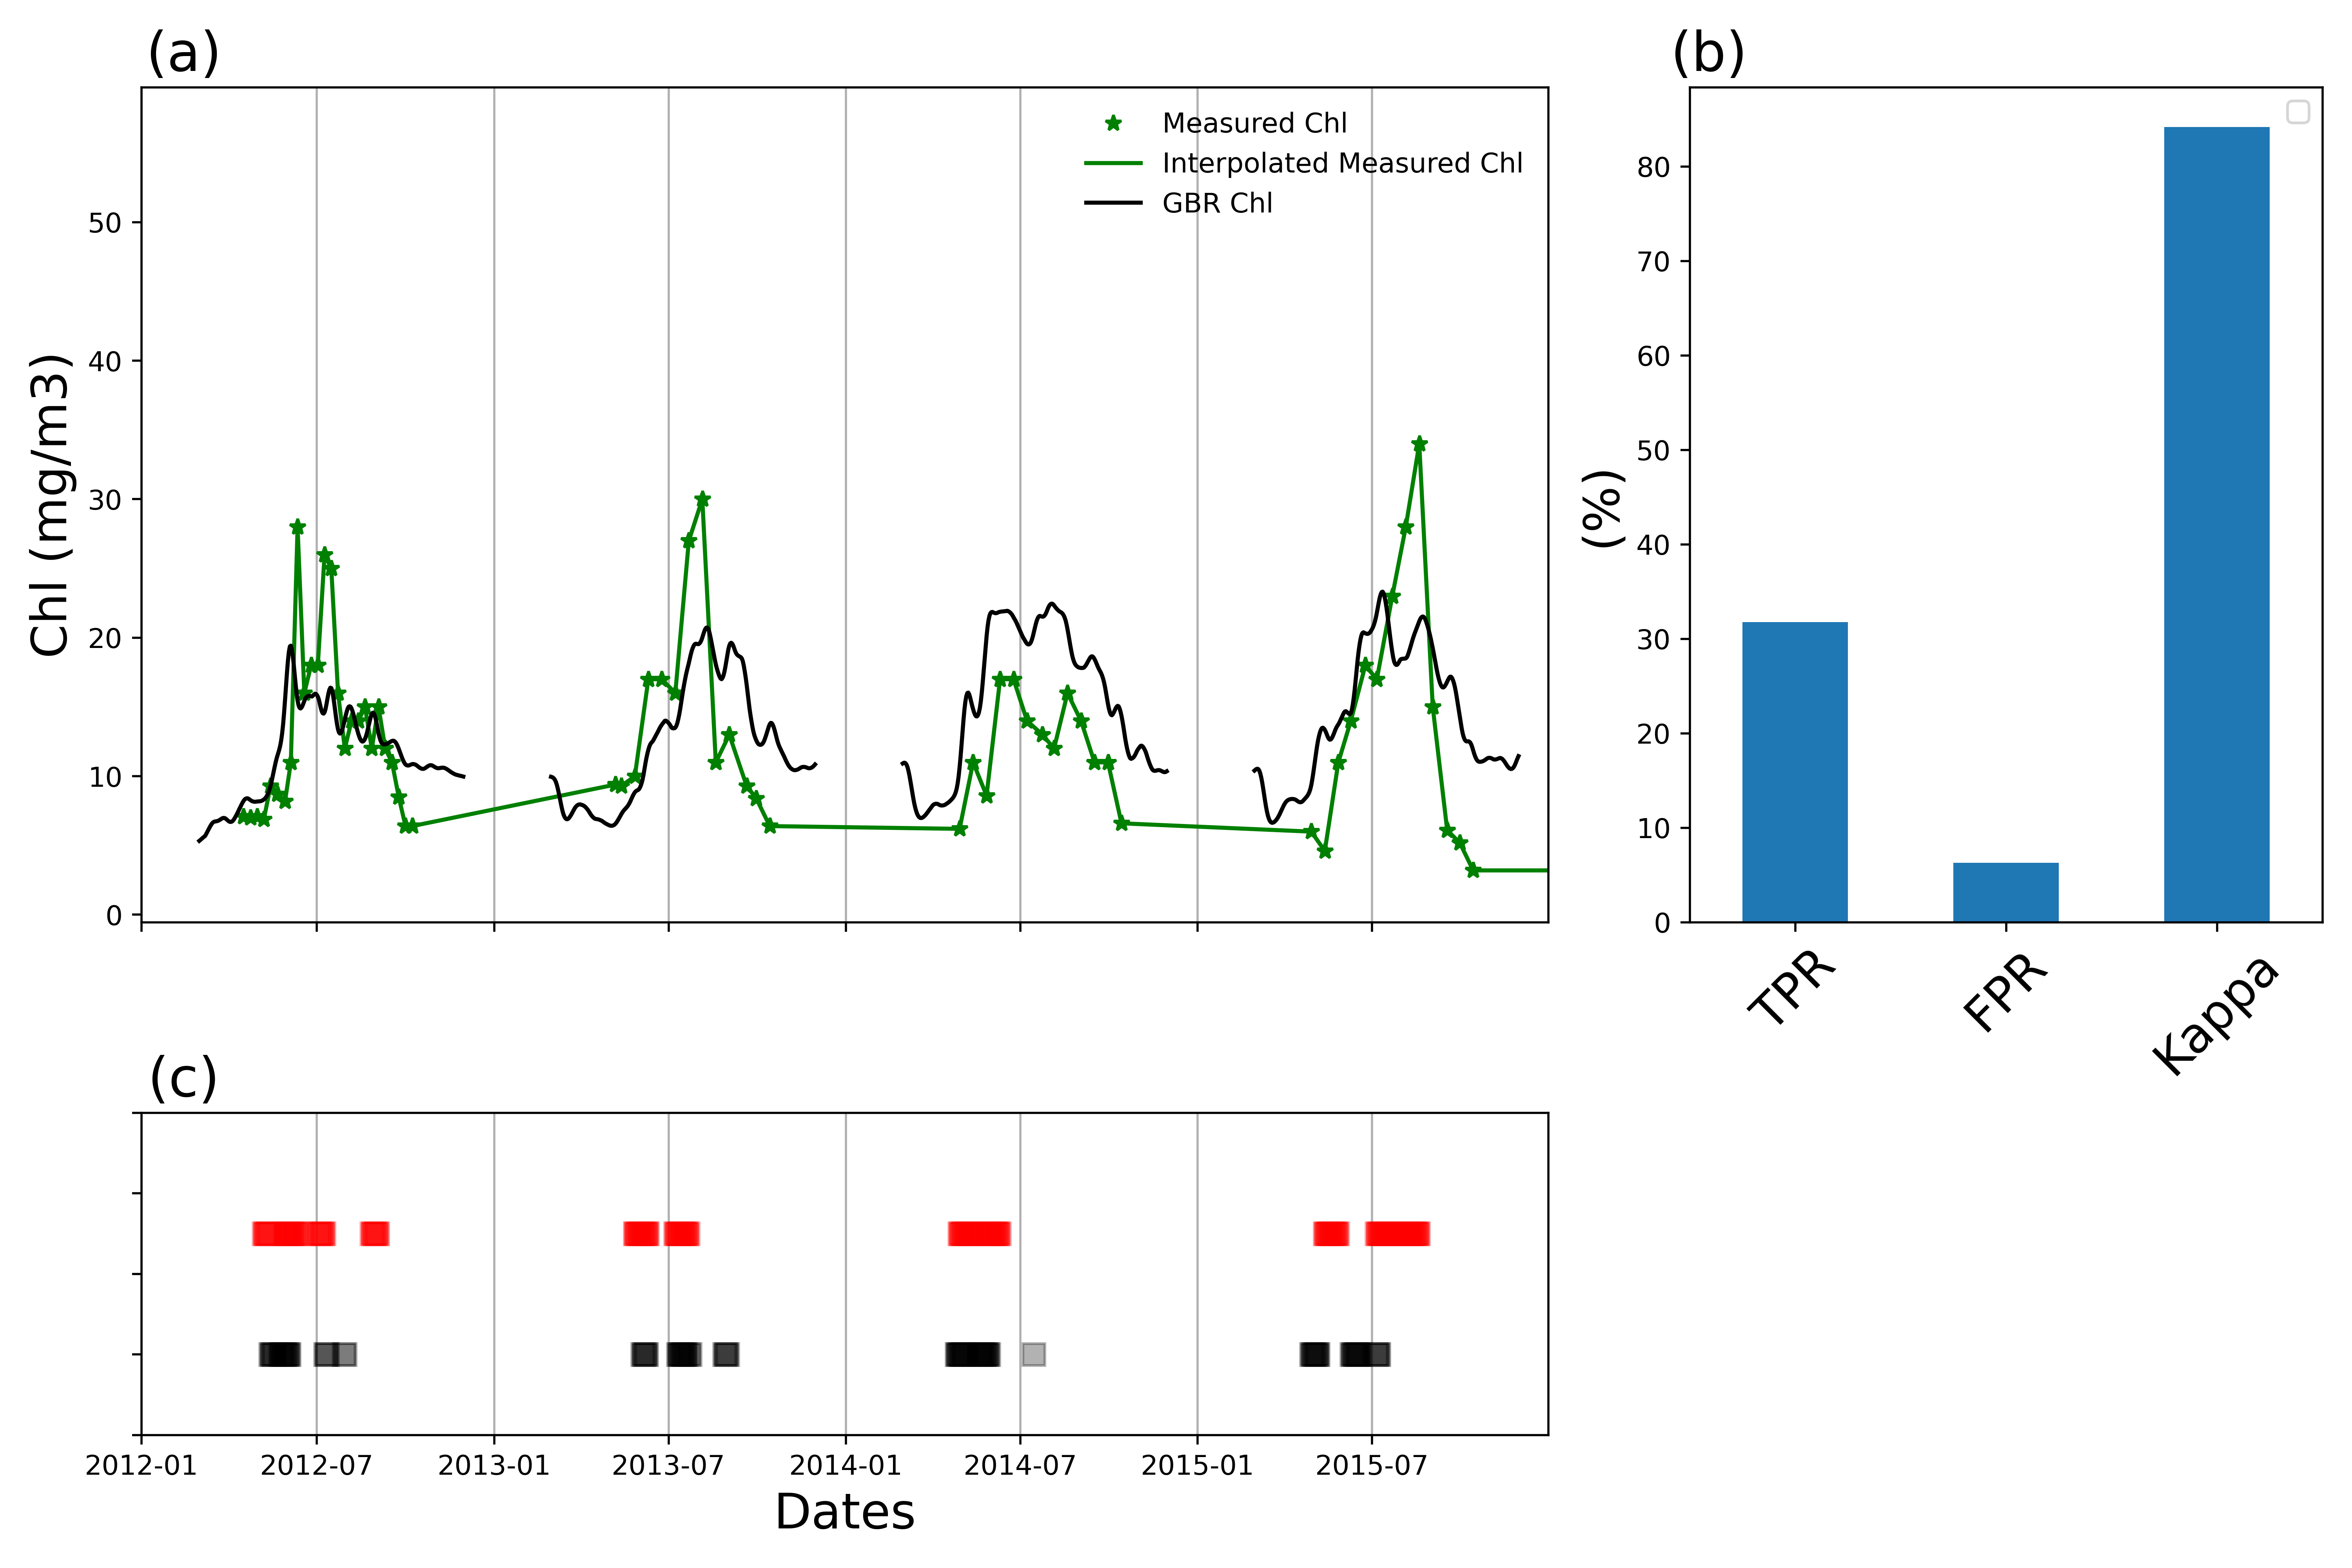 (a)
Measured Chl
Interpolated Measured Chl
GBR Chl
50
40
30
20
10
0
Chl (mg/m3)
(b)
80
70
60
50
40
30
20
10
0
(%)
TPR
FPR
Kappa
(c)
2012-01
2012-07
2013-01
2013-07
2014-01
2014-07
2015-01
2015-07
Dates